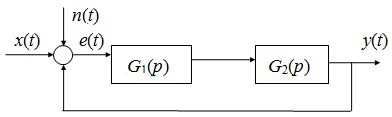 n(t)
x(t) e(t) y(t)
G₁(p) G₂(p)